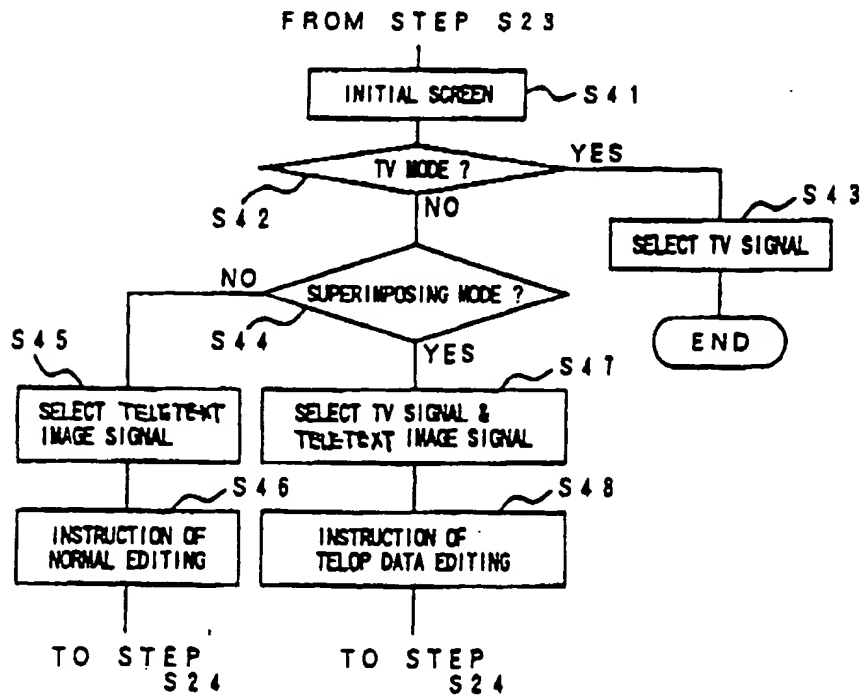 FROM STEP S23
INITIAL SCREEN
S41
TV MODE ?
YES
S42
NO
S43
SELECT TV SIGNAL
END
SUPERIMPOSING MODE ?
NO
S44
YES
S45
SELECT TELETEXT
IMAGE SIGNAL
S47
SELECT TV SIGNAL &
TELETEXT IMAGE SIGNAL
S46
INSTRUCTION OF
NORMAL EDITING
S48
INSTRUCTION OF
TELOP DATA EDITING
TO STEP
S24
TO STEP
S24